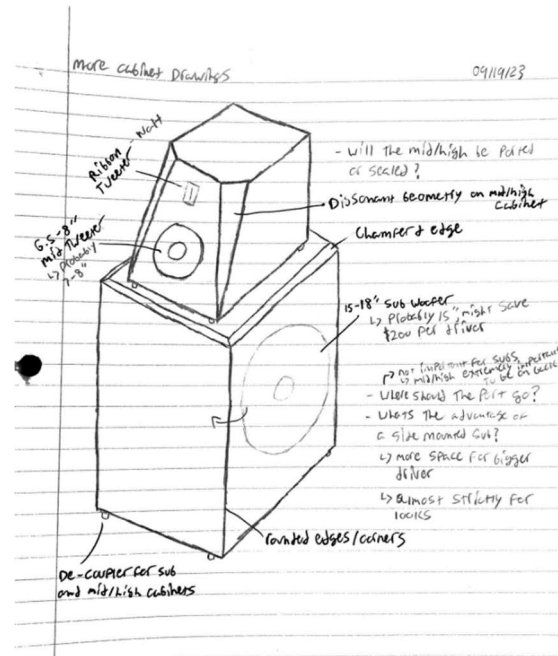 more cabinet Drawings
09/19/23
Ribbon
Tweeter
- Will the mid/high be Ported
or sealed?
Dissonant Geometry on mid/high
Cabinet
6.5-8"
mid Tweeter
↳ Probably
7-8"
Chamfered edge
15-18" Sub woofer
↳ Probably 15" might save
$200 per driver
↱ not important for subs
↳ mid/high extremely important
to be on
- Where should the Port go?
- Whats the advantage of
a side mounted sub?
↳ more space for bigger
driver
↳ almost strictly for
looks
rounded edges/corners
De-coupler for sub
and mid/high cabinets